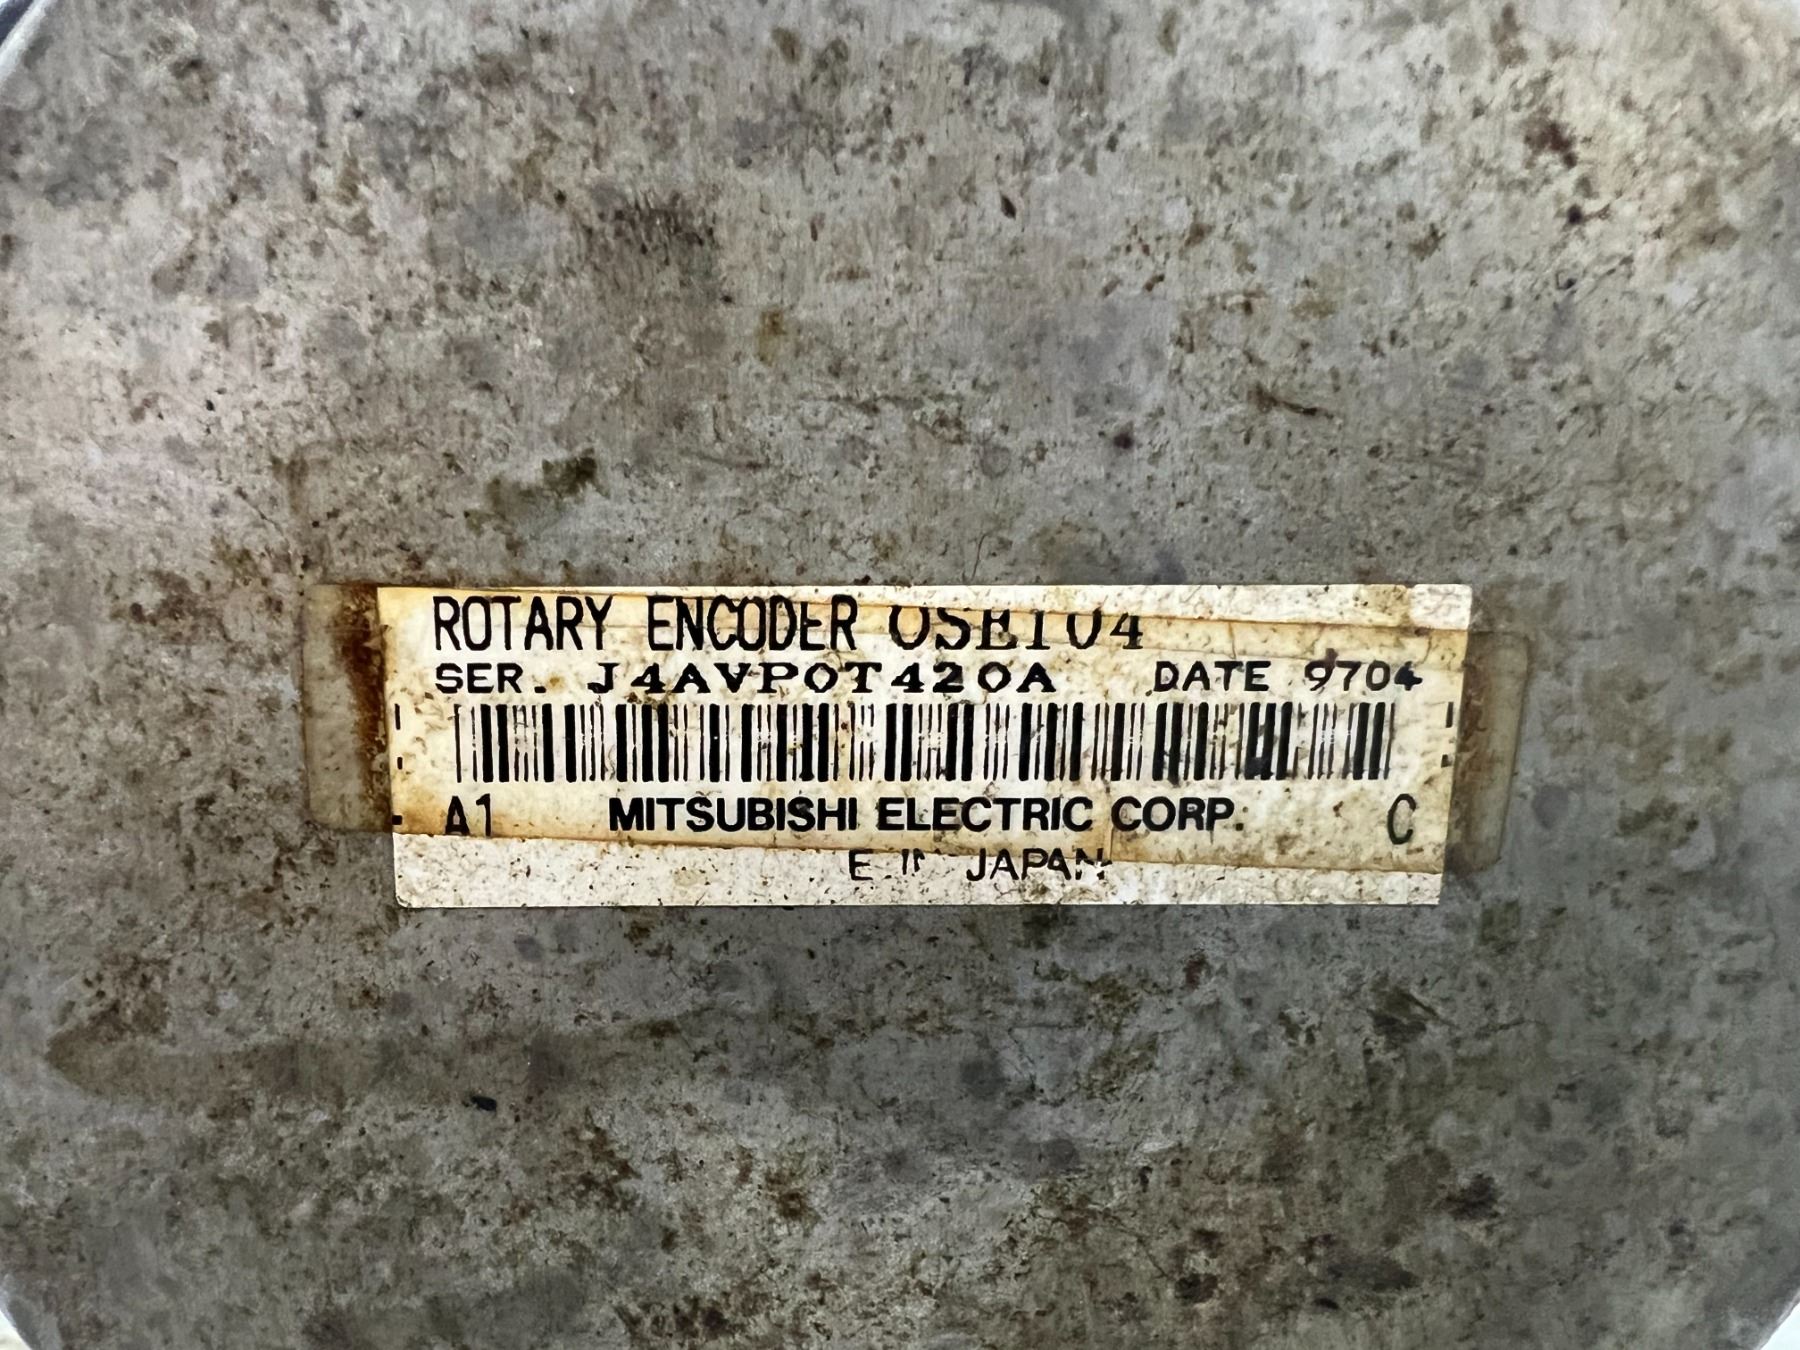 ROTARY ENCODER OSE104
SER. J4AVP0T420A DATE 9704
A1 MITSUBISHI ELECTRIC CORP. C
JAPAN